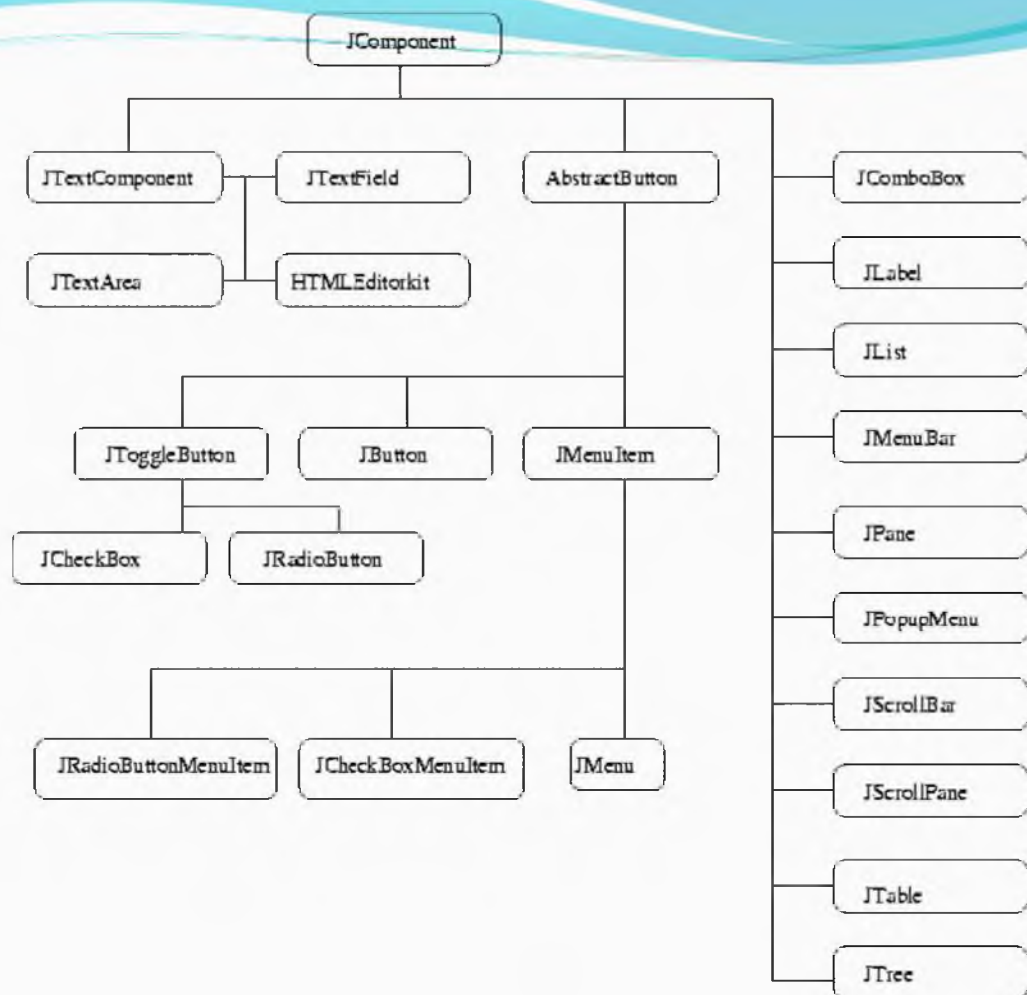 JComponent
JTextComponent
JTextField
AbstractButton
JComboBox
JTextArea
HTMLEditorkit
JLabel
JList
JToggleButton
JButton
JMenuItem
JMenuBar
JCheckBox
JRadioButton
JPane
JPopupMenu
JScrollBar
JRadioButtonMenuItem
JCheckBoxMenuItem
JMenu
JScrollPane
JTable
JTree